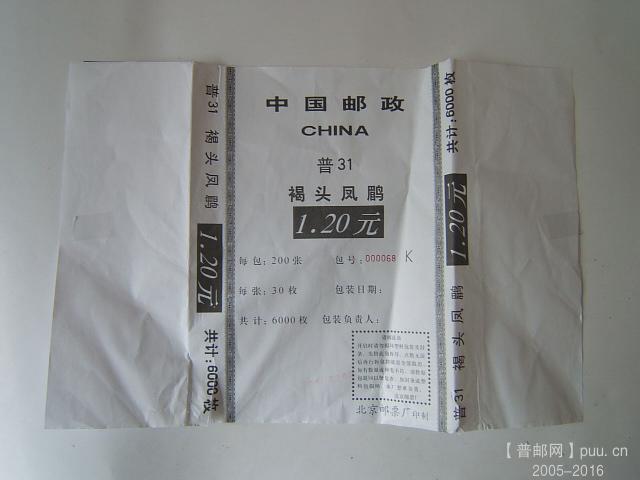 中国邮政
CHINA
普31
褐头凤鹛
1.20元
每包：200张 包号：000068 K
每张：30枚 包装日期：
共计：6000枚 包装负责人：
北京邮票厂印制
普31 褐头凤鹛 1.20元 共计：6000枚
普31 褐头凤鹛 1.20元 共计：6000枚
【普邮网】puu.cn
2005-2016